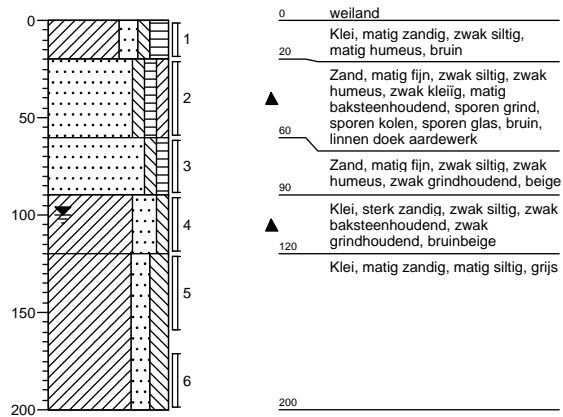 0
50
100
150
200
1
2
3
4
5
6
0 weiland
Klei, matig zandig, zwak siltig,
matig humeus, bruin
20
Zand, matig fijn, zwak siltig, zwak
humeus, zwak kleiïg, matig
baksteenhoudend, sporen grind,
sporen kolen, sporen glas, bruin,
linnen doek aardewerk
60
Zand, matig fijn, zwak siltig, zwak
humeus, zwak grindhoudend, beige
90
Klei, sterk zandig, zwak siltig, zwak
baksteenhoudend, zwak
grindhoudend, bruinbeige
120
Klei, matig zandig, matig siltig, grijs
200